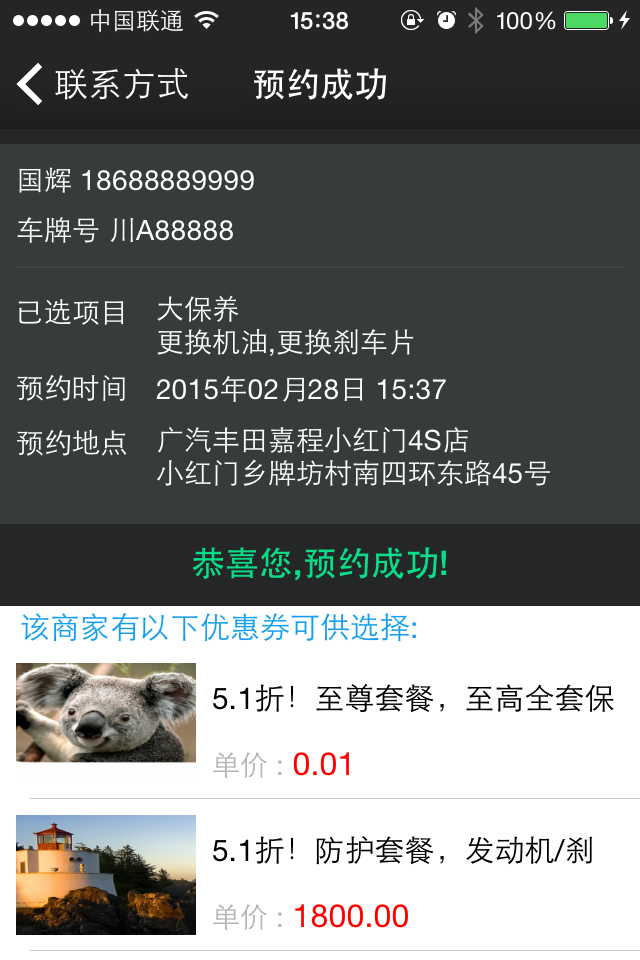 中国联通 15:38 100%
联系方式 预约成功
国辉 18688889999
车牌号 川A88888
已选项目 大保养
更换机油,更换刹车片
预约时间 2015年02月28日 15:37
预约地点 广汽丰田嘉程小红门4S店
小红门乡牌坊村南四环东路45号
恭喜您,预约成功!
该商家有以下优惠券可供选择:
5.1折！至尊套餐，至高全套保
单价 : 0.01
5.1折！防护套餐，发动机/刹
单价 : 1800.00